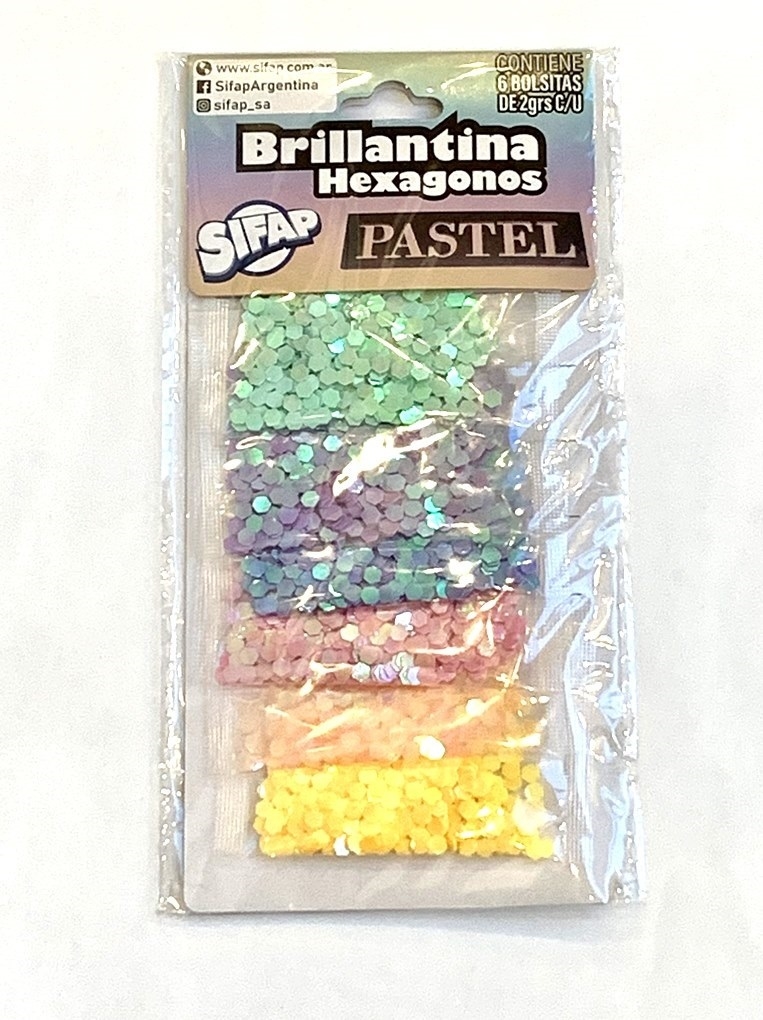 www.sifap.com.ar
SifapArgentina
sifap_sa
CONTIENE
6 BOLSITAS
DE 2grs C/U
Brillantina
Hexagonos
SIFAP
PASTEL